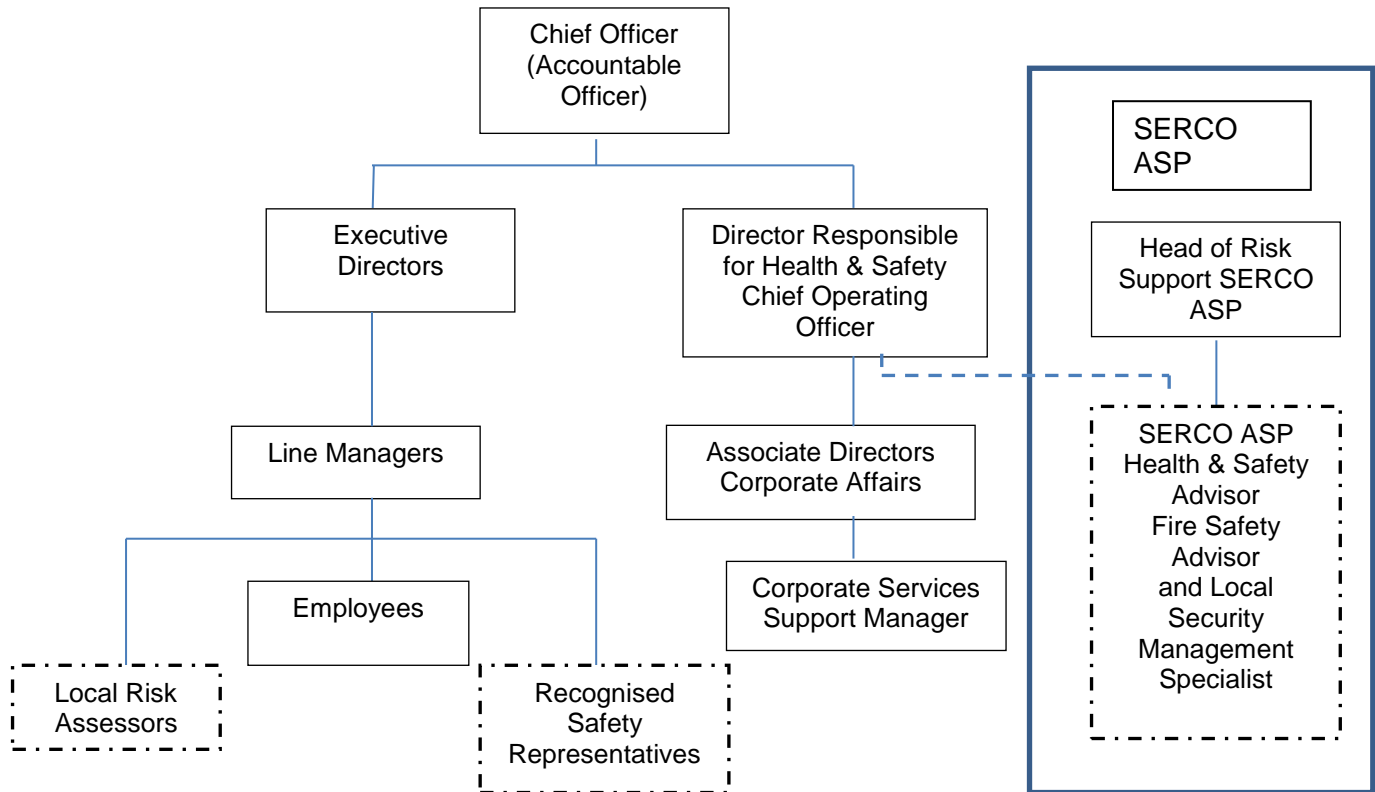 Chief Officer
(Accountable
Officer)
SERCO
ASP
Executive
Directors
Director Responsible
for Health & Safety
Chief Operating
Officer
Head of Risk
Support SERCO
ASP
Line Managers
Associate Directors
Corporate Affairs
SERCO ASP
Health & Safety
Advisor
Fire Safety
Advisor
and Local
Security
Management
Specialist
Employees
Corporate Services
Support Manager
Local Risk
Assessors
Recognised
Safety
Representatives